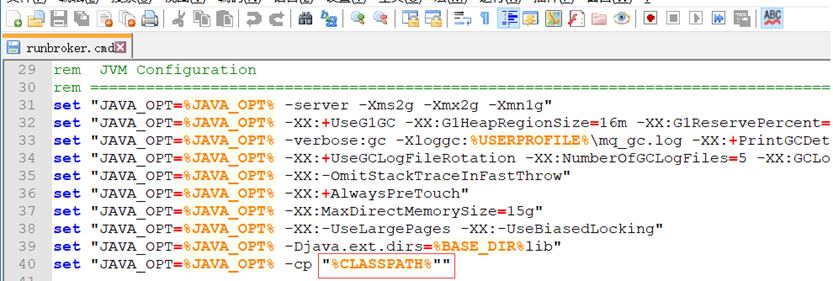 runbroker.cmd
29 rem  JVM Configuration
30 rem ===========================================================================
31 set "JAVA_OPT=%JAVA_OPT% -server -Xms2g -Xmx2g -Xmn1g"
32 set "JAVA_OPT=%JAVA_OPT% -XX:+UseG1GC -XX:G1HeapRegionSize=16m -XX:G1ReservePercent=
33 set "JAVA_OPT=%JAVA_OPT% -verbose:gc -Xloggc:%USERPROFILE%\mq_gc.log -XX:+PrintGCDet
34 set "JAVA_OPT=%JAVA_OPT% -XX:+UseGCLogFileRotation -XX:NumberOfGCLogFiles=5 -XX:GCLo
35 set "JAVA_OPT=%JAVA_OPT% -XX:-OmitStackTraceInFastThrow"
36 set "JAVA_OPT=%JAVA_OPT% -XX:+AlwaysPreTouch"
37 set "JAVA_OPT=%JAVA_OPT% -XX:MaxDirectMemorySize=15g"
38 set "JAVA_OPT=%JAVA_OPT% -XX:-UseLargePages -XX:-UseBiasedLocking"
39 set "JAVA_OPT=%JAVA_OPT% -Djava.ext.dirs=%BASE_DIR%lib"
40 set "JAVA_OPT=%JAVA_OPT% -cp "%CLASSPATH%""